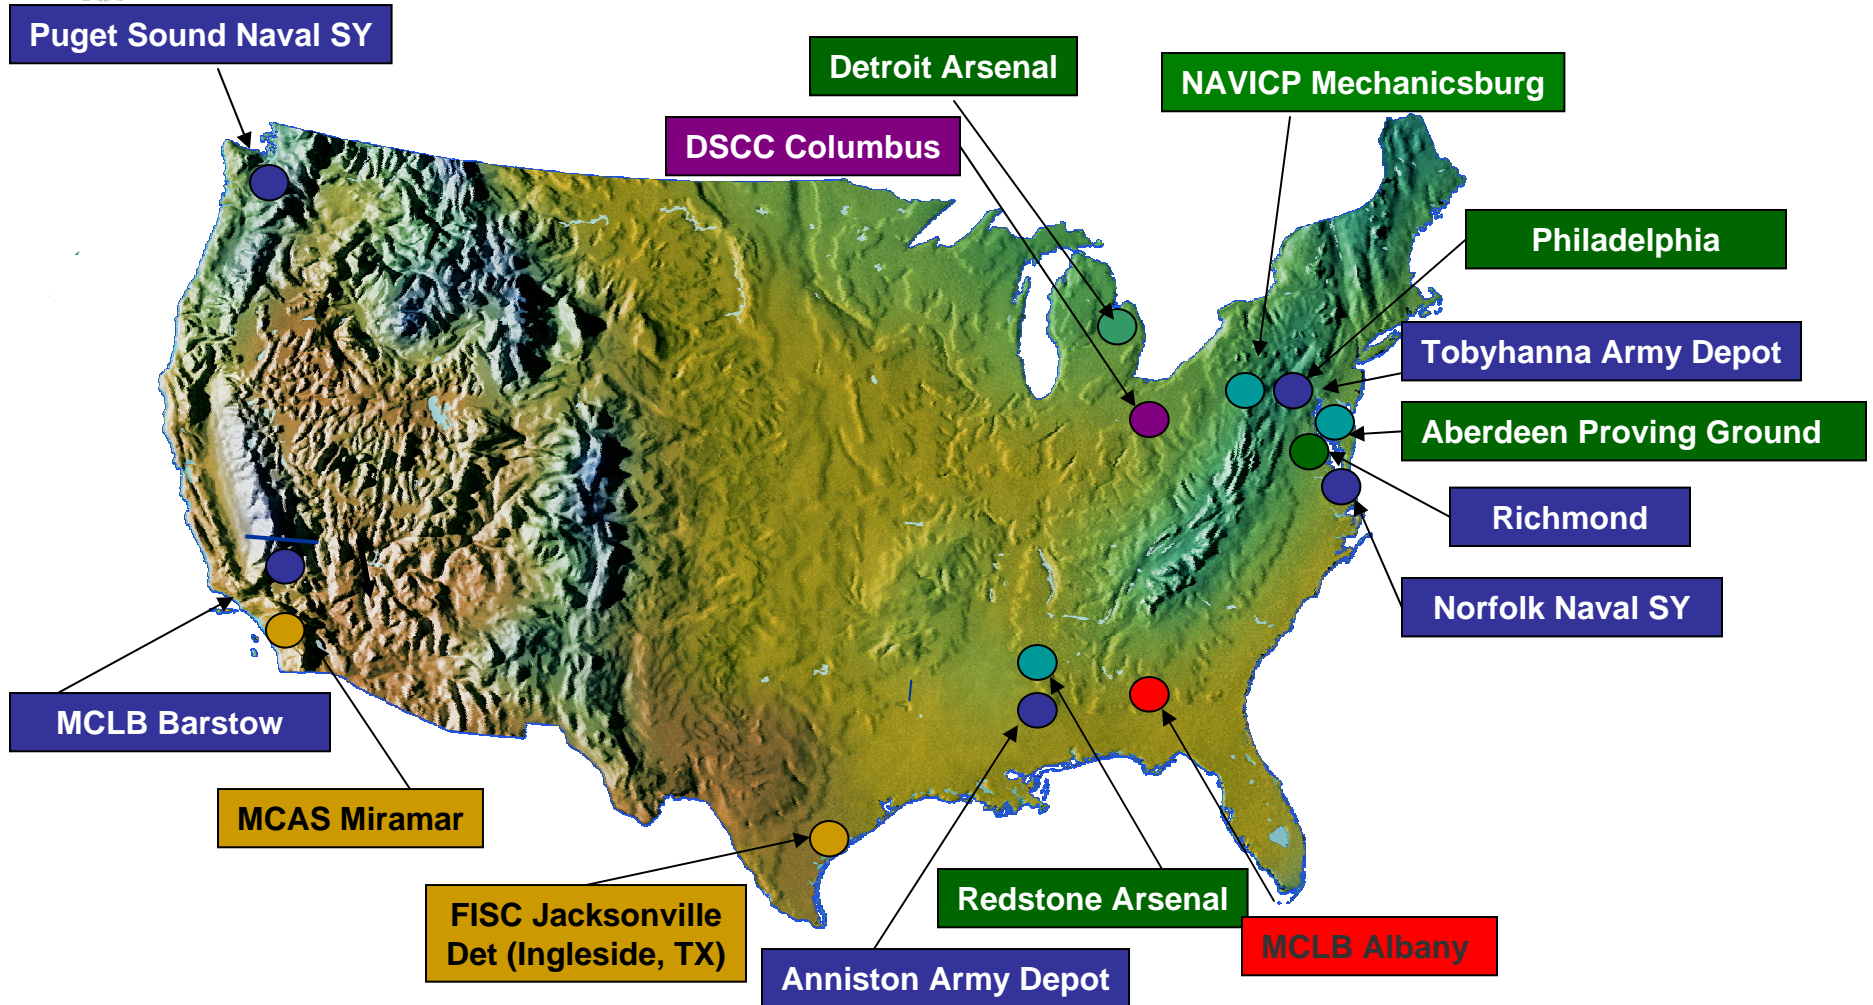 Puget Sound Naval SY
Detroit Arsenal
NAVICP Mechanicsburg
DSCC Columbus
Philadelphia
Tobyhanna Army Depot
Aberdeen Proving Ground
Richmond
Norfolk Naval SY
MCLB Barstow
MCAS Miramar
FISC Jacksonville
Det (Ingleside, TX)
Redstone Arsenal
MCLB Albany
Anniston Army Depot